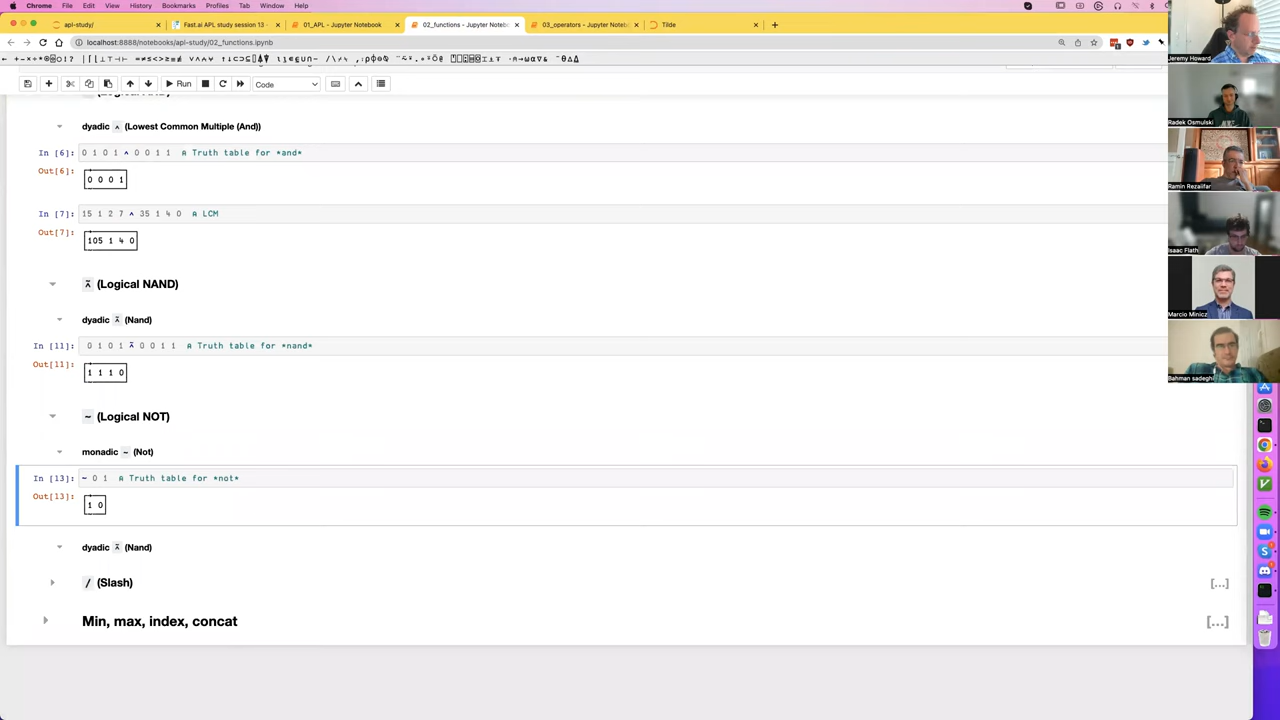 Chrome File Edit View History Bookmarks Profiles Tab Window Help
apl-study/ Fast.ai APL study session 13 - 01_APL - Jupyter Notebook 02_functions - Jupyter Noteb 03_operators - Jupyter Noteb Tilde
localhost:8888/notebooks/apl-study/02_functions.ipynb
Run Code
dyadic ∧ (Lowest Common Multiple (And))
In [6]: 0 1 0 1 ∧ 0 0 1 1 ⍝ Truth table for *and*
Out[6]: 0 0 0 1
In [7]: 15 1 2 7 ∧ 35 1 4 0 ⍝ LCM
Out[7]: 105 1 4 0
⍲ (Logical NAND)
dyadic ⍲ (Nand)
In [11]: 0 1 0 1 ⍲ 0 0 1 1 ⍝ Truth table for *nand*
Out[11]: 1 1 1 0
~ (Logical NOT)
monadic ~ (Not)
In [13]: ~ 0 1 ⍝ Truth table for *not*
Out[13]: 1 0
dyadic ⍲ (Nand)
/ (Slash) [...]
Min, max, index, concat [...]
Jeremy Howard
Radek Osmulski
Ramin Rezaiifar
Isaac Flath
Marcio Minicz
Bahman sadeghi